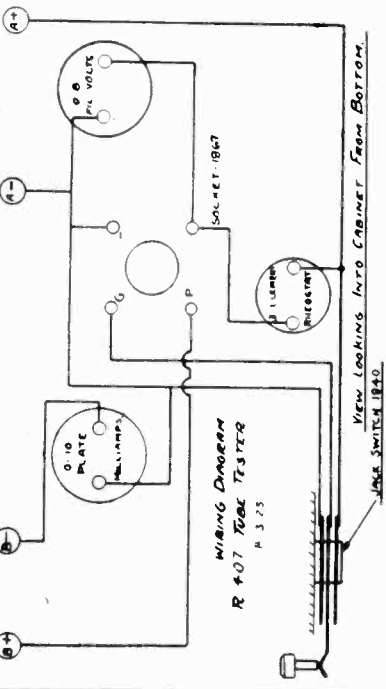 A+
A-
B-
B+
0 8
FIL VOLTS
SOCKET-1867
G
P
RHEOSTAT
0-10
PLATE
MILLIAMPS
WIRING DIAGRAM
R 407 TUBE TESTER
VIEW LOOKING INTO CABINET FROM BOTTOM.
JACK SWITCH 1840